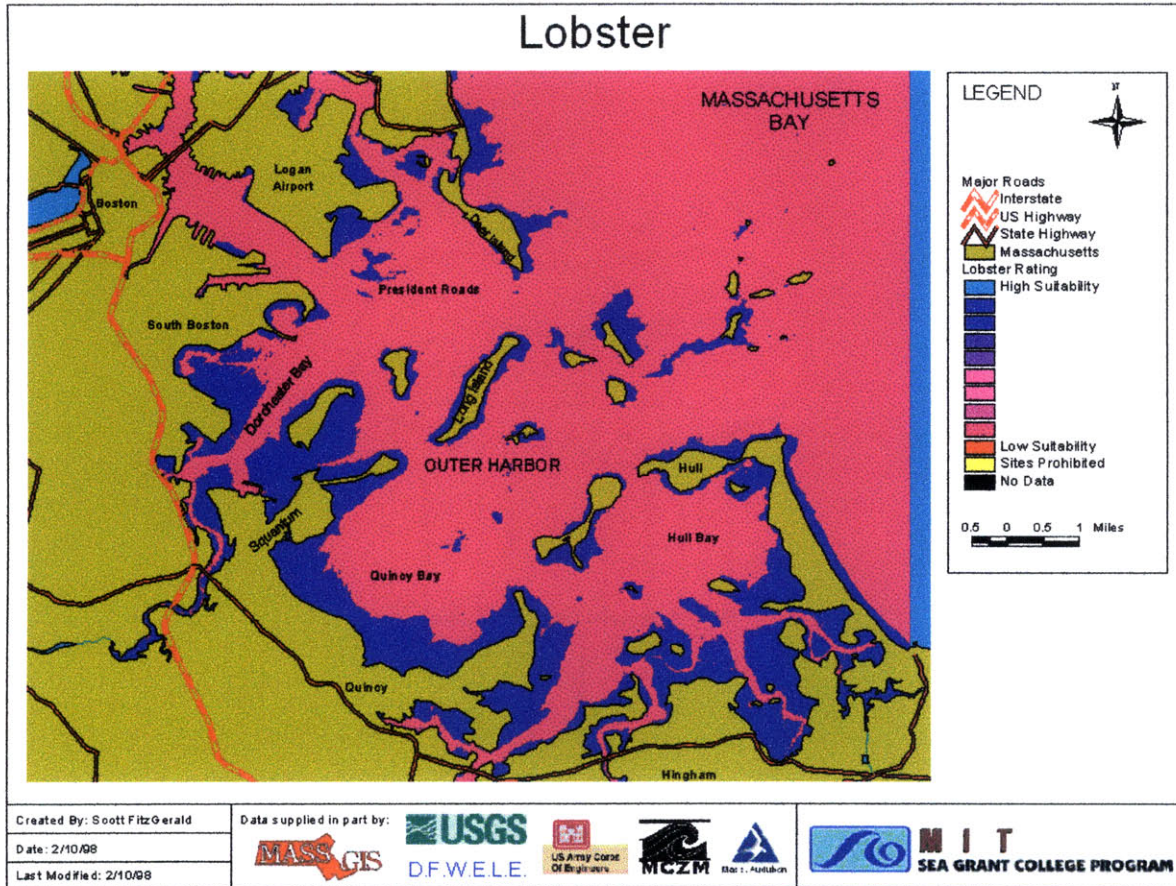 Lobster
MASSACHUSETTS
BAY
Logan
Airport
Boston
Deer Island
President Roads
South Boston
Dorchester Bay
Long Island
OUTER HARBOR
Hull
Squantum
Hull Bay
Quincy Bay
Quincy
Hingham
LEGEND
N
Major Roads
Interstate
US Highway
State Highway
Massachusetts
Lobster Rating
High Suitability
Low Suitability
Sites Prohibited
No Data
0.5 0 0.5 1 Miles
Created By: Scott FitzGerald
Date: 2/10/98
Last Modified: 2/10/98
Data supplied in part by:
MASS GIS
USGS
D.F.W.E.L.E.
US Army Corps
Of Engineers
MCZM
Mass. Audubon
MIT
SEA GRANT COLLEGE PROGRAM